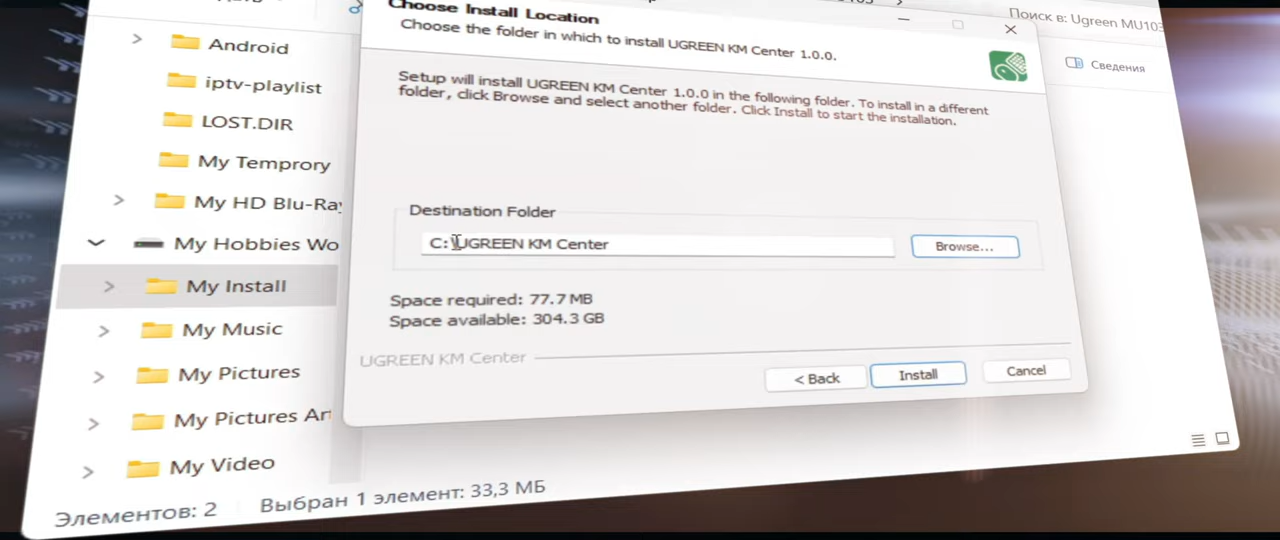 Choose Install Location
Choose the folder in which to install UGREEN KM Center 1.0.0.
Поиск в: Ugreen MU103
Сведения
Setup will install UGREEN KM Center 1.0.0 in the following folder. To install in a different
folder, click Browse and select another folder. Click Install to start the installation.
Destination Folder
C:\UGREEN KM Center
Browse...
Space required: 77.7 MB
Space available: 304.3 GB
UGREEN KM Center
< Back
Install
Cancel
Android
iptv-playlist
LOST.DIR
My Temprory
My HD Blu-Ray
My Hobbies Wo
My Install
My Music
My Pictures
My Pictures Art
My Video
Элементов: 2
Выбран 1 элемент: 33,3 МБ